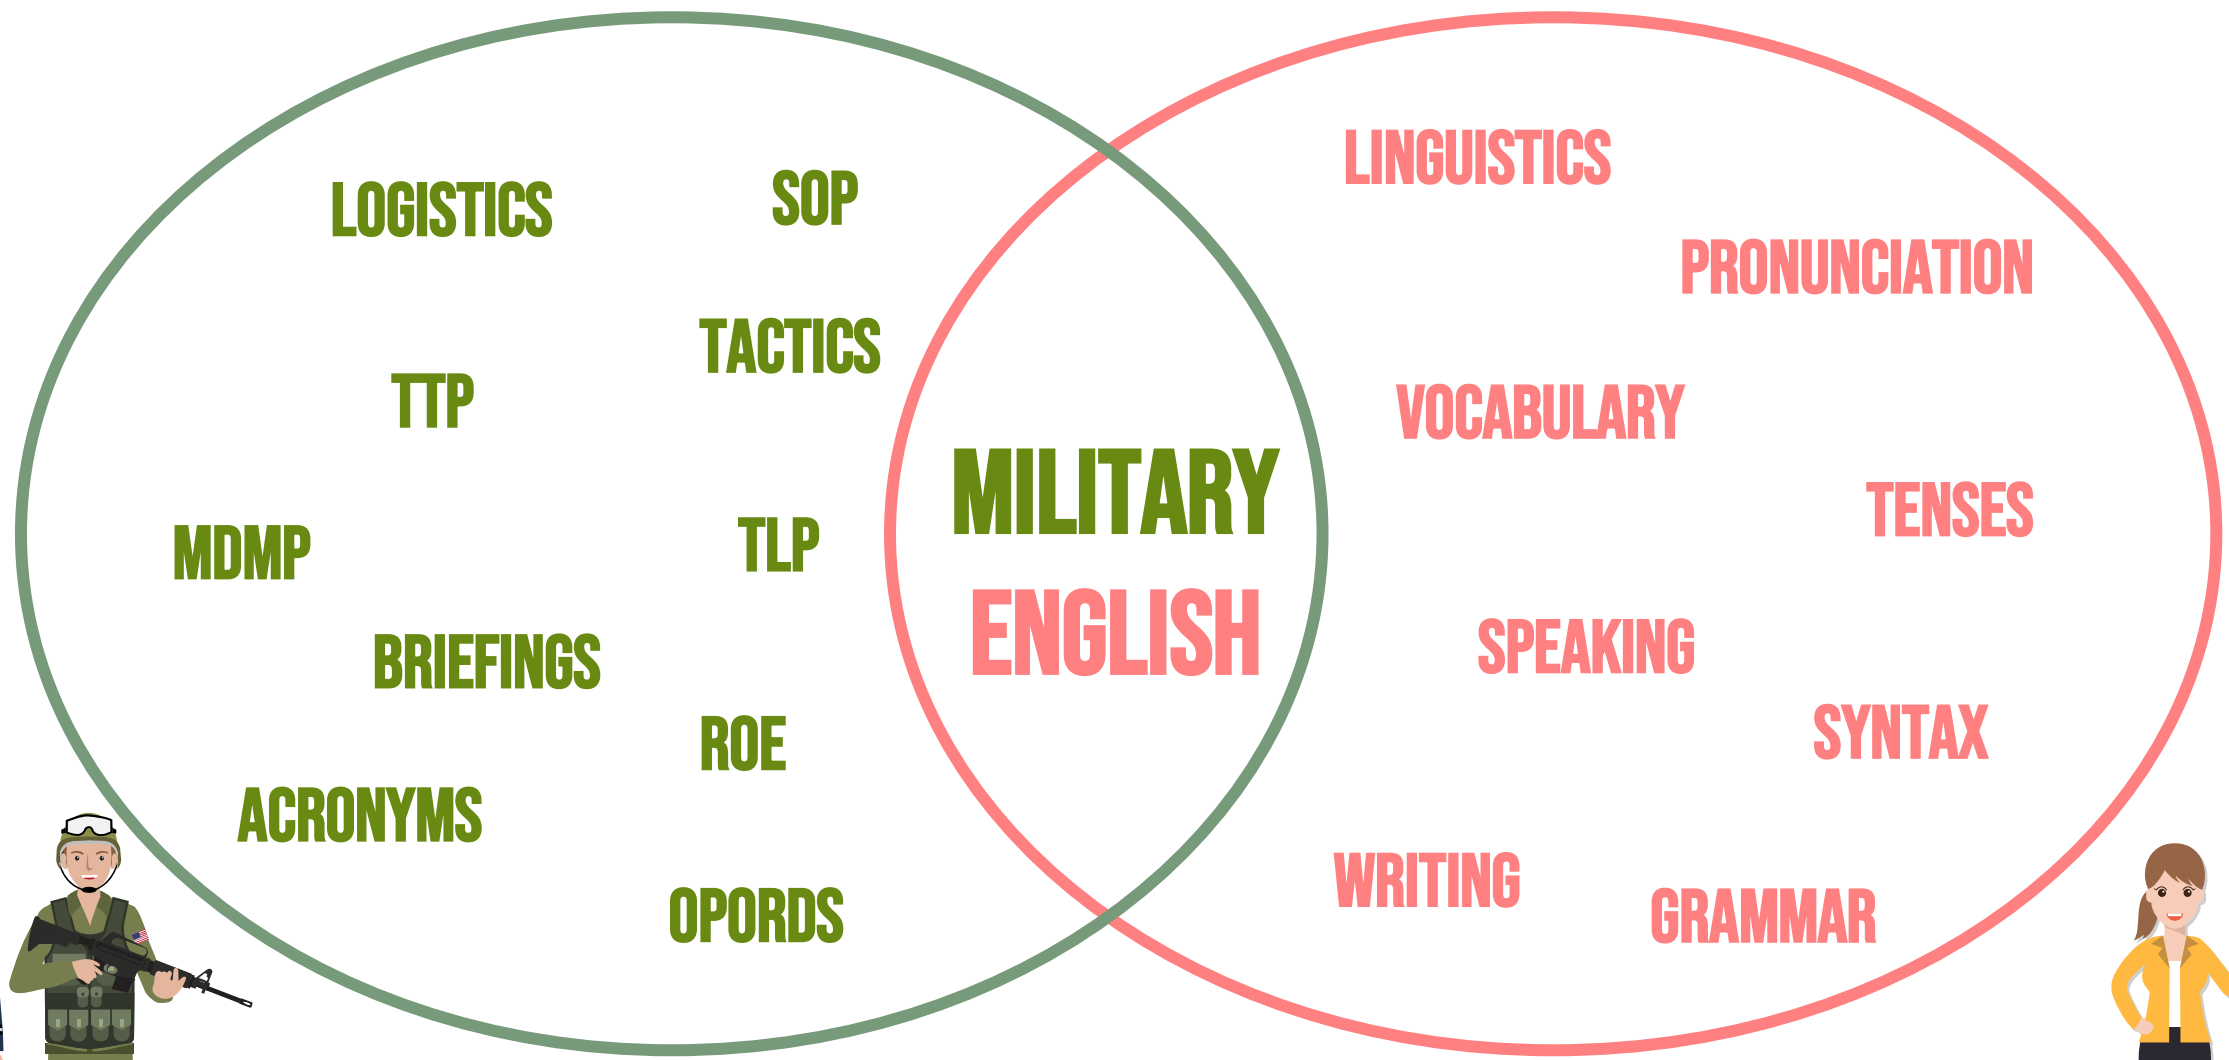 LOGISTICS
SOP
TACTICS
TTP
MDMP
TLP
BRIEFINGS
ROE
ACRONYMS
OPORDS
MILITARY
ENGLISH
LINGUISTICS
PRONUNCIATION
VOCABULARY
TENSES
SPEAKING
SYNTAX
WRITING
GRAMMAR